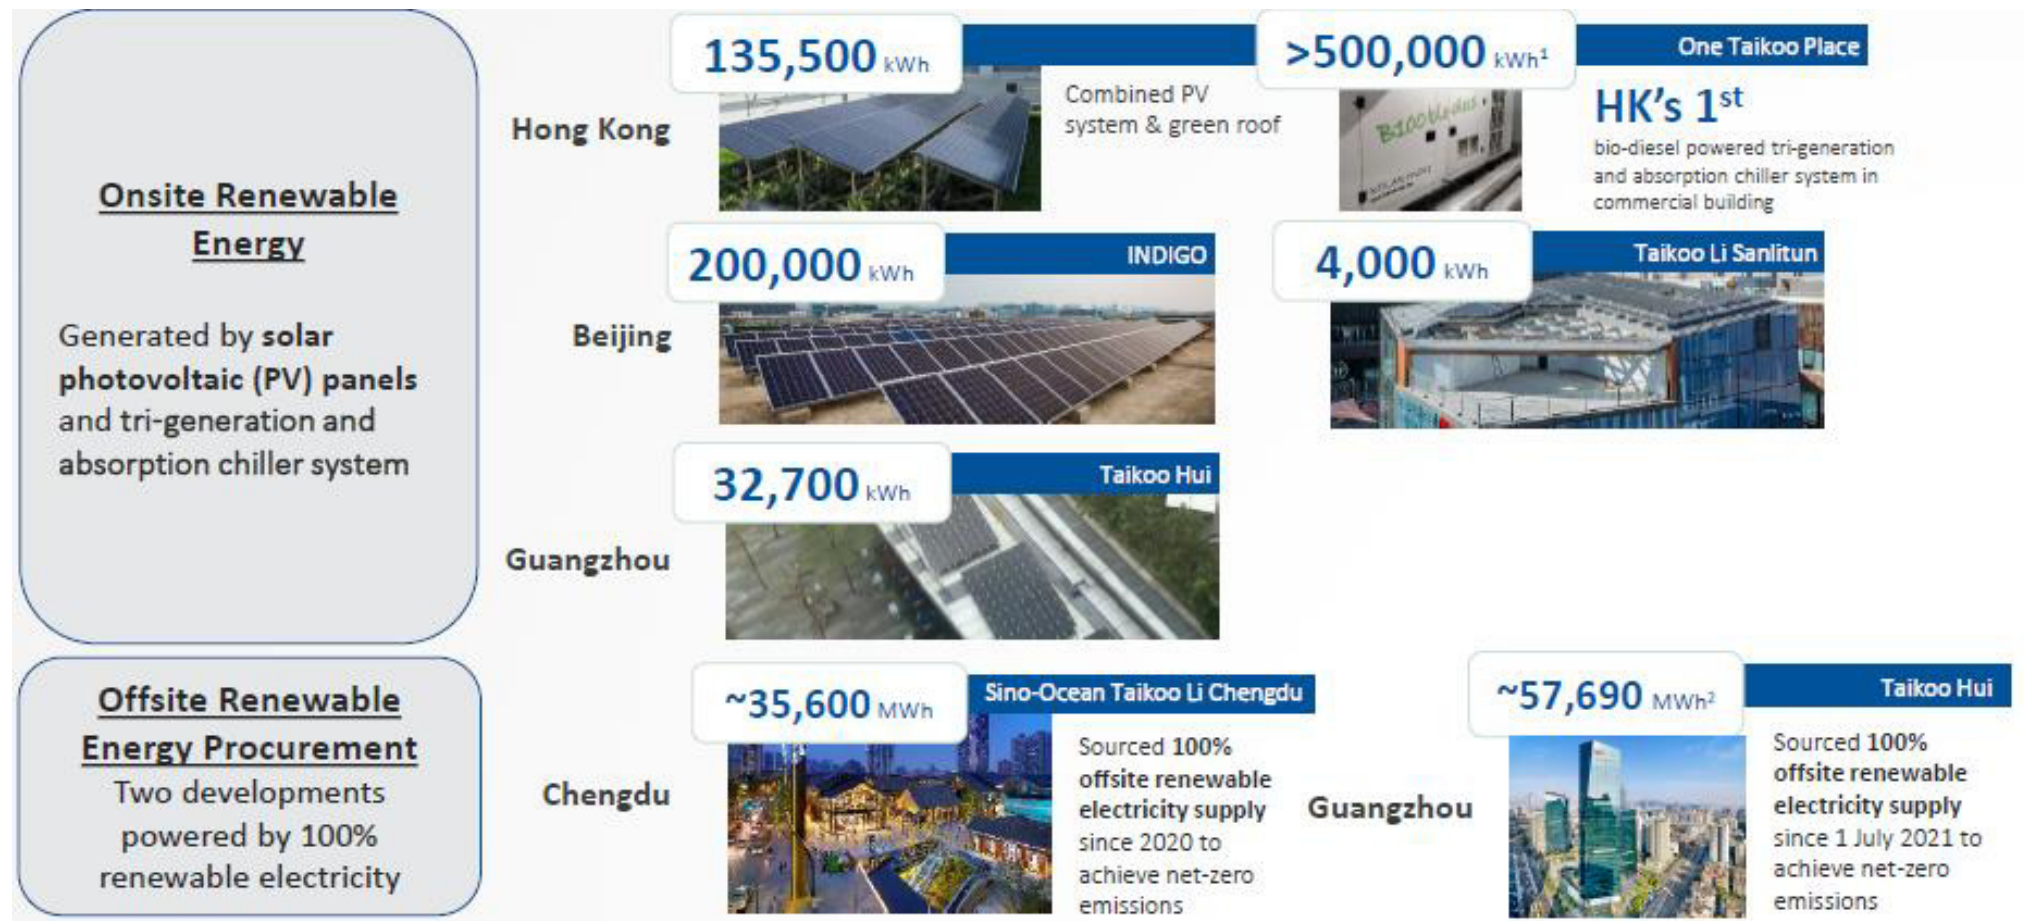 Onsite Renewable
Energy
Generated by solar
photovoltaic (PV) panels
and tri-generation and
absorption chiller system
Hong Kong
135,500 kWh
Combined PV
system & green roof
>500,000 kWh¹
One Taikoo Place
B100 biodiesel
HK's 1st
bio-diesel powered tri-generation
and absorption chiller system in
commercial building
Beijing
200,000 kWh
INDIGO
4,000 kWh
Taikoo Li Sanlitun
Guangzhou
32,700 kWh
Taikoo Hui
Offsite Renewable
Energy Procurement
Two developments
powered by 100%
renewable electricity
Chengdu
~35,600 MWh
Sino-Ocean Taikoo Li Chengdu
Sourced 100%
offsite renewable
electricity supply
since 2020 to
achieve net-zero
emissions
Guangzhou
~57,690 MWh²
Taikoo Hui
Sourced 100%
offsite renewable
electricity supply
since 1 July 2021 to
achieve net-zero
emissions